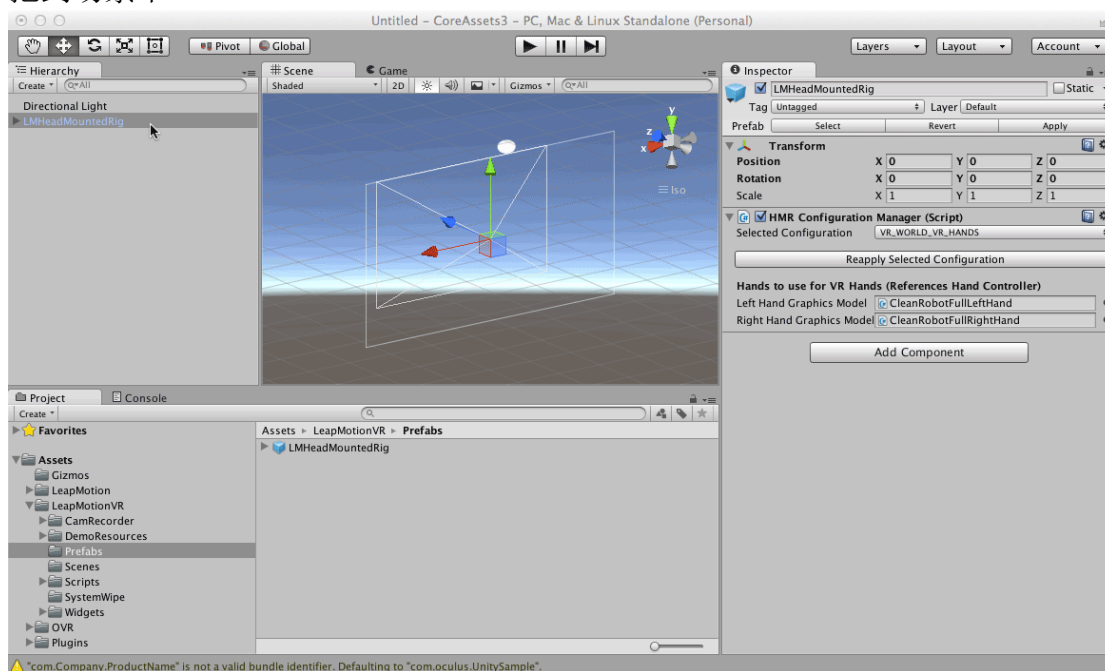 Untitled - CoreAssets3 - PC, Mac & Linux Standalone (Personal)
Pivot Global Layers Layout Account
Hierarchy
Create All
Directional Light
LMHeadMountedRig
Scene Game
Shaded 2D Gizmos All
y
z
x
Iso
Inspector
LMHeadMountedRig Static
Tag Untagged Layer Default
Prefab Select Revert Apply
Transform
Position X 0 Y 0 Z 0
Rotation X 0 Y 0 Z 0
Scale X 1 Y 1 Z 1
HMR Configuration Manager (Script)
Selected Configuration VR_WORLD_VR_HANDS
Reapply Selected Configuration
Hands to use for VR Hands (References Hand Controller)
Left Hand Graphics Model CleanRobotFullLeftHand
Right Hand Graphics Model CleanRobotFullRightHand
Add Component
Project Console
Create
Favorites
Assets
Gizmos
LeapMotion
LeapMotionVR
CamRecorder
DemoResources
Prefabs
Scenes
Scripts
SystemWipe
Widgets
OVR
Plugins
Assets ▸ LeapMotionVR ▸ Prefabs
LMHeadMountedRig
"com.Company.ProductName" is not a valid bundle identifier. Defaulting to "com.oculus.UnitySample".